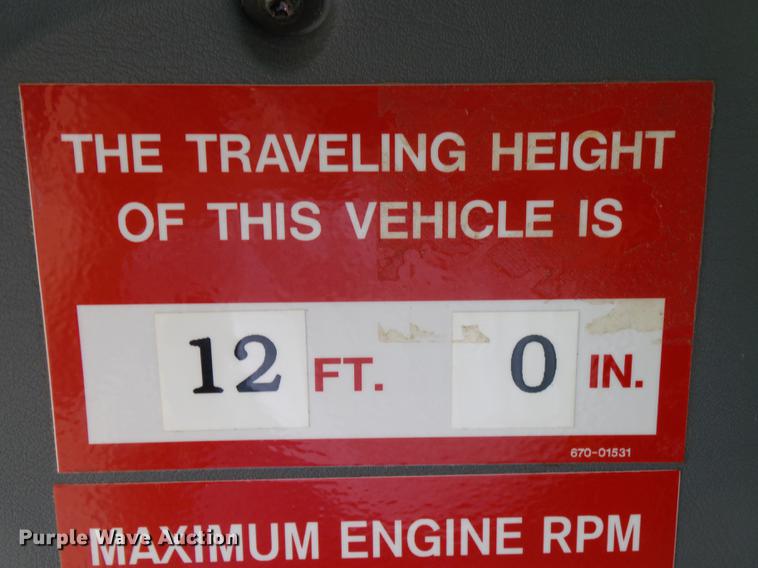 THE TRAVELING HEIGHT
OF THIS VEHICLE IS
12 FT. 0 IN.
670-01531
MAXIMUM ENGINE RPM
Purple Wave Auction